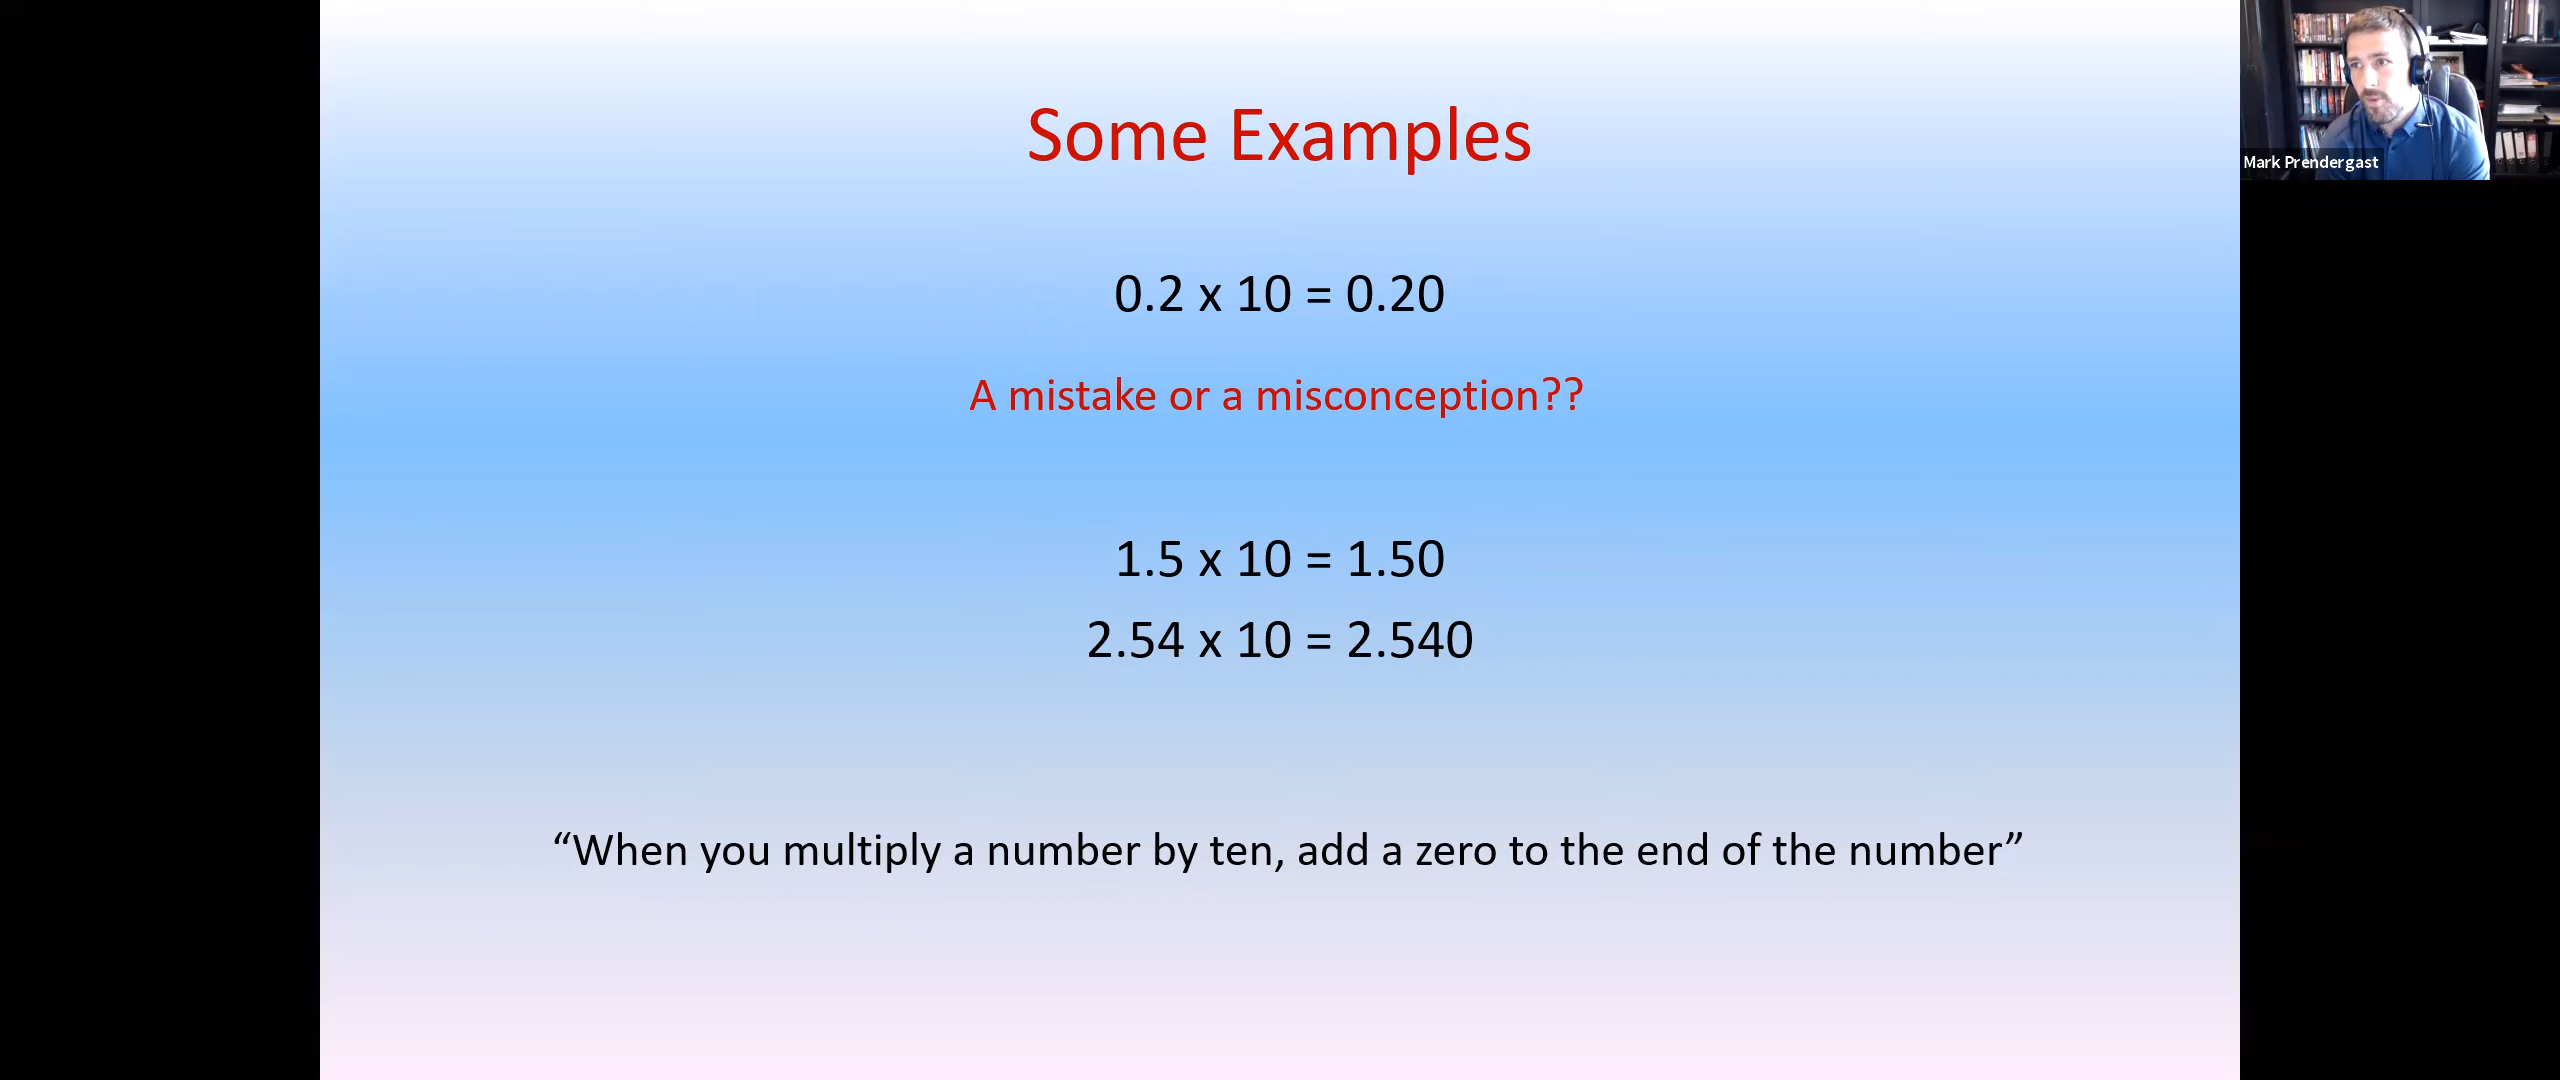 Some Examples
Mark Prendergast
0.2 x 10 = 0.20
A mistake or a misconception??
1.5 x 10 = 1.50
2.54 x 10 = 2.540
“When you multiply a number by ten, add a zero to the end of the number”